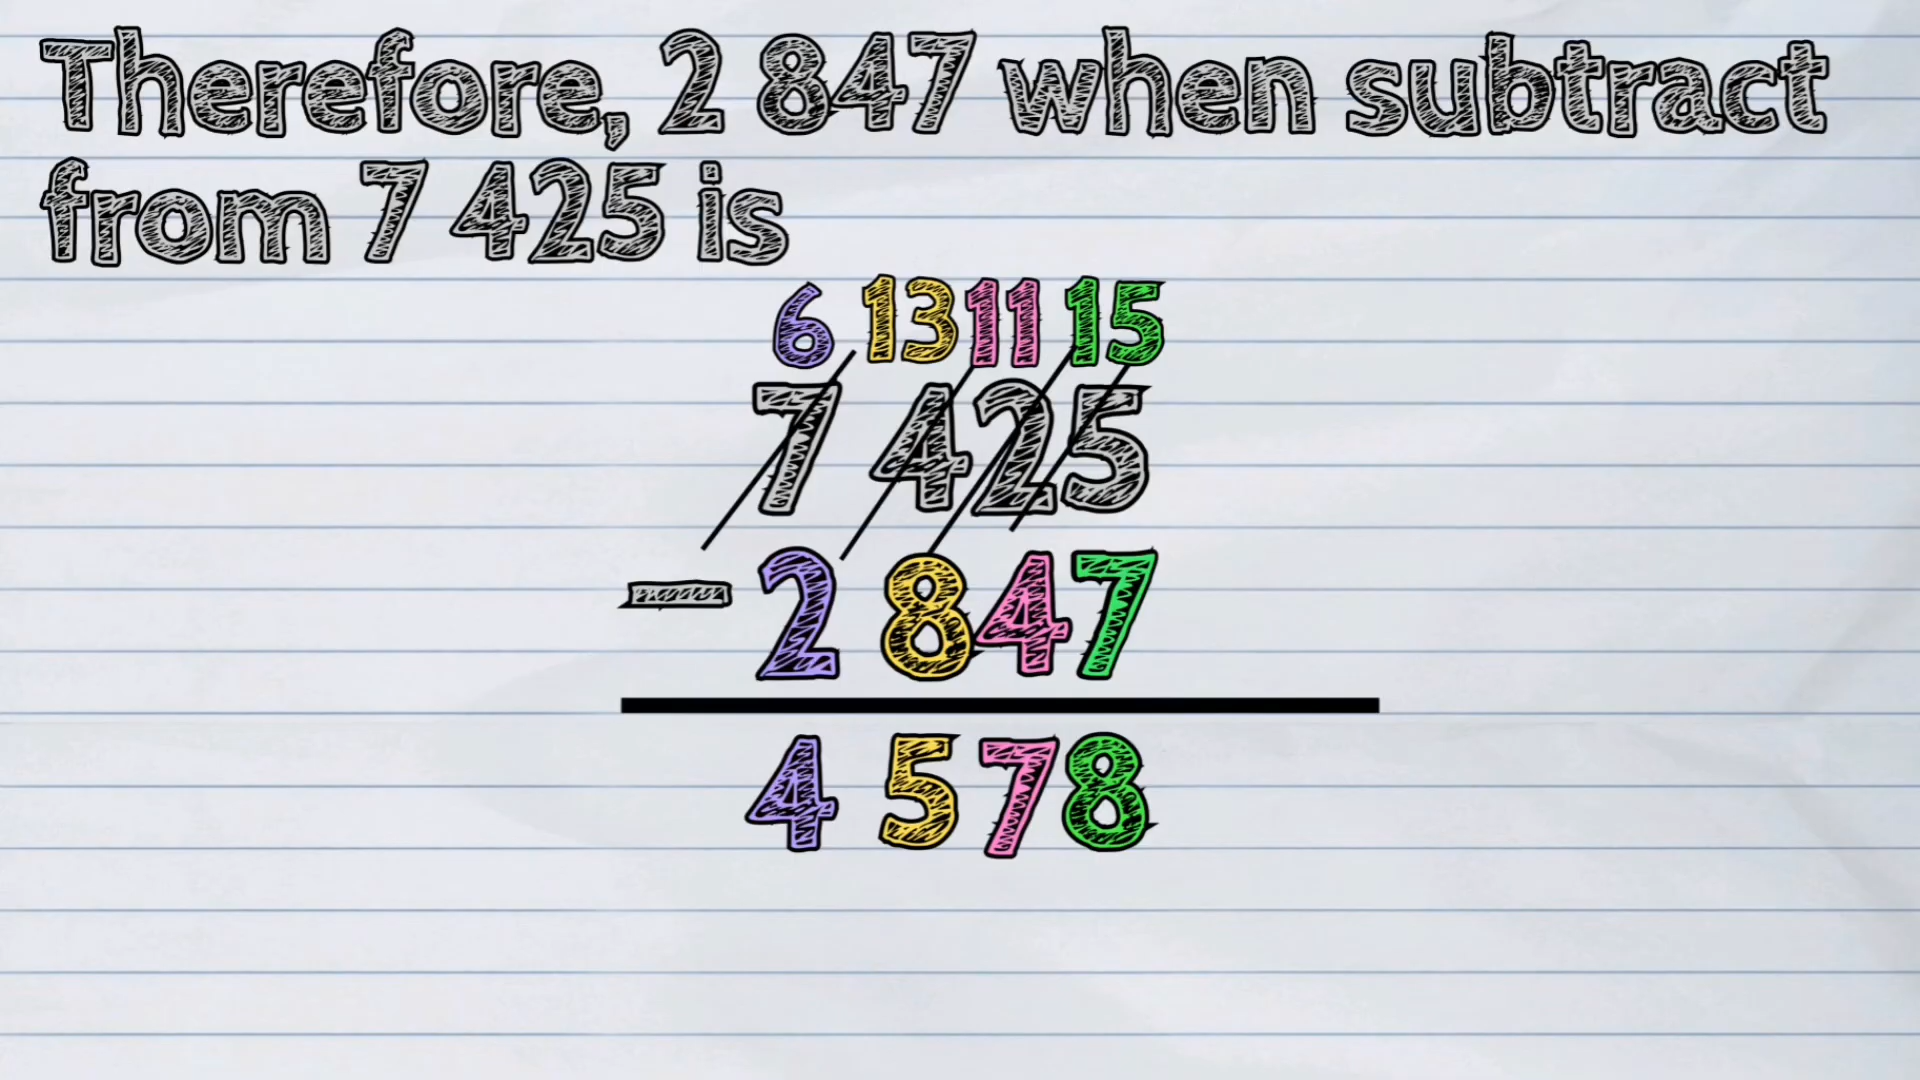 Therefore, 2 847 when subtract
from 7 425 is
6 13 11 15
7 425
- 2 847
4 578